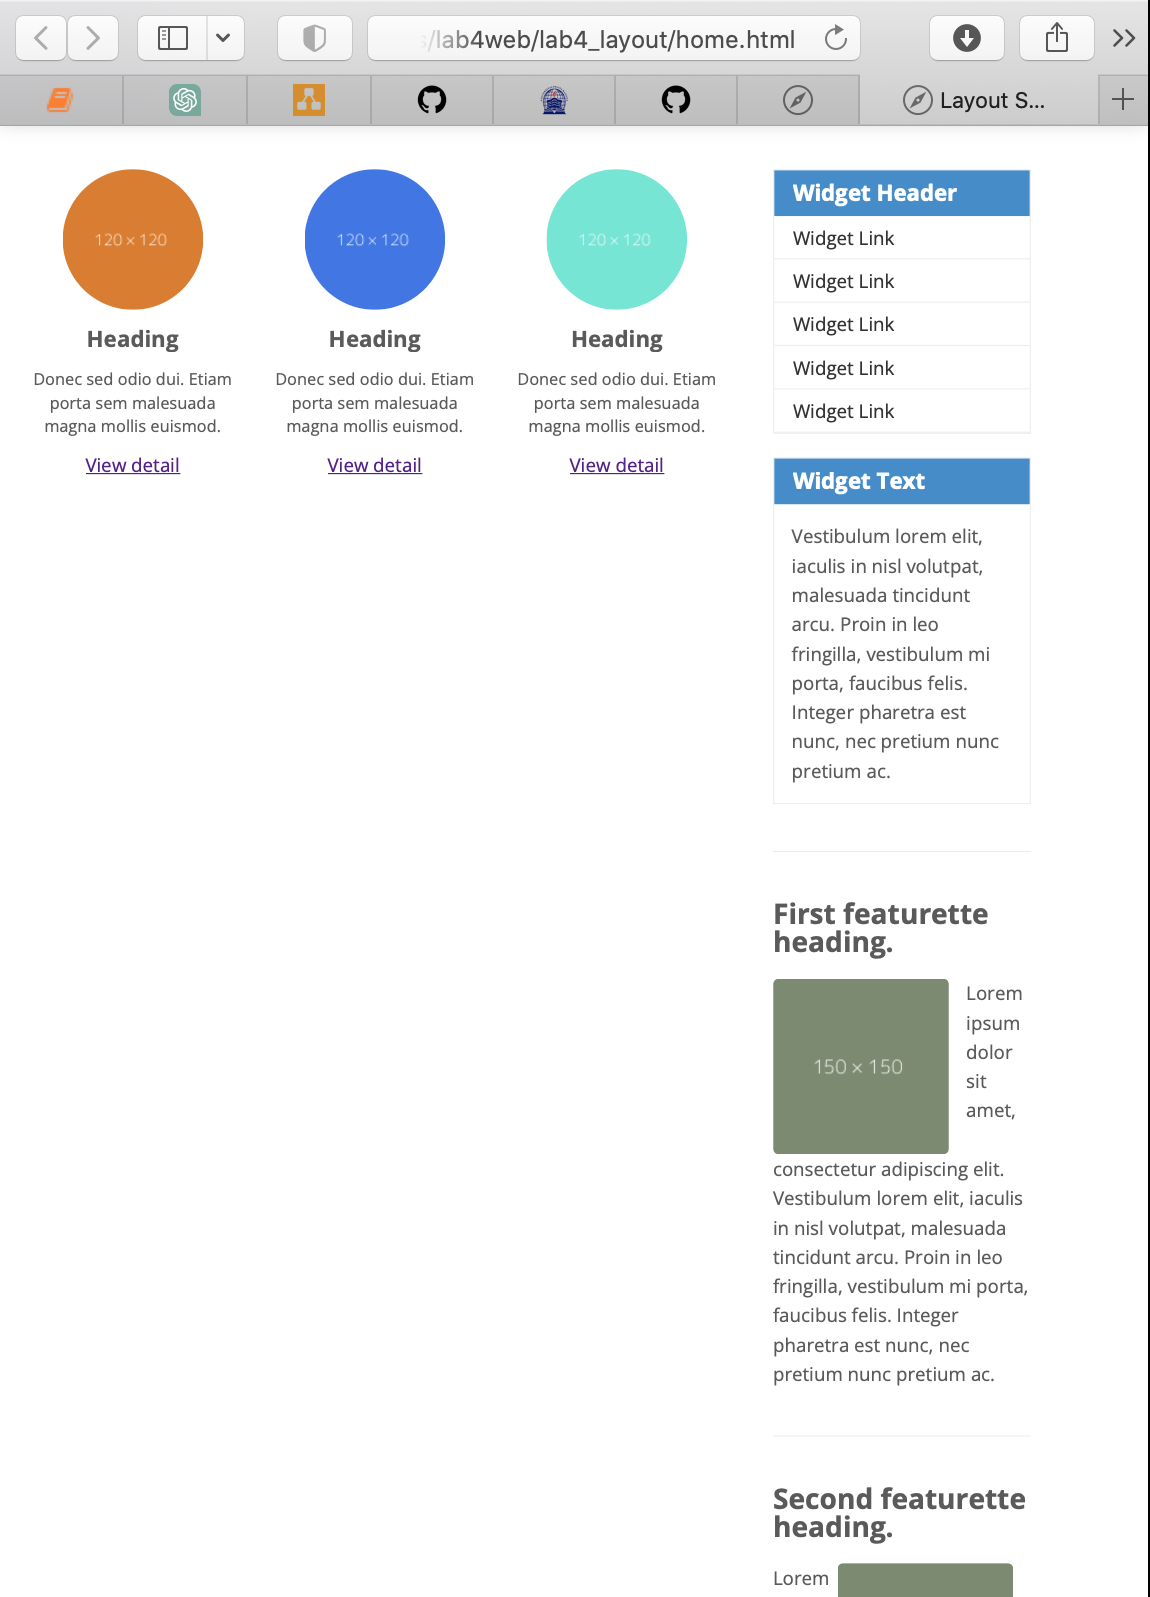 /lab4web/lab4_layout/home.html
Layout S...
120 × 120
Heading
Donec sed odio dui. Etiam
porta sem malesuada
magna mollis euismod.
View detail
120 × 120
Heading
Donec sed odio dui. Etiam
porta sem malesuada
magna mollis euismod.
View detail
120 × 120
Heading
Donec sed odio dui. Etiam
porta sem malesuada
magna mollis euismod.
View detail
Widget Header
Widget Link
Widget Link
Widget Link
Widget Link
Widget Link
Widget Text
Vestibulum lorem elit,
iaculis in nisl volutpat,
malesuada tincidunt
arcu. Proin in leo
fringilla, vestibulum mi
porta, faucibus felis.
Integer pharetra est
nunc, nec pretium nunc
pretium ac.
First featurette
heading.
150 × 150
Lorem
ipsum
dolor
sit
amet,
consectetur adipiscing elit.
Vestibulum lorem elit, iaculis
in nisl volutpat, malesuada
tincidunt arcu. Proin in leo
fringilla, vestibulum mi porta,
faucibus felis. Integer
pharetra est nunc, nec
pretium nunc pretium ac.
Second featurette
heading.
Lorem